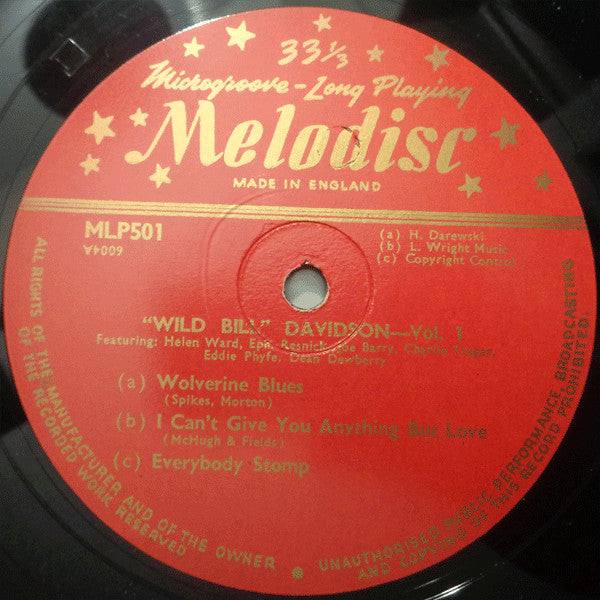 33⅓
Microgroove - Long Playing
Melodisc
MADE IN ENGLAND
MLP501
6004A
(a) H. Darewski
(b) L. Wright Music
(c) Copyright Control
"WILD BILL" DAVIDSON—Vol. 1
Featuring: Helen Ward, Eph. Resnick, Joe Barry, Charlie Treger,
Eddie Phyfe, Dean Dewberry
(a) Wolverine Blues
(Spikes, Morton)
(b) I Can't Give You Anything But Love
(McHugh & Fields)
(c) Everybody Stomp
ALL RIGHTS OF THE MANUFACTURER AND OF THE OWNER
OF THE RECORDED WORK RESERVED
UNAUTHORISED PUBLIC PERFORMANCE, BROADCASTING
AND COPYING OF THIS RECORD PROHIBITED.